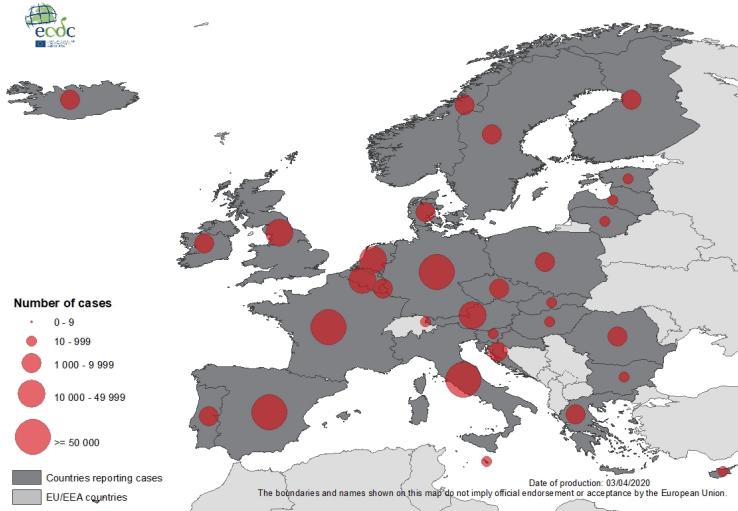 ecdc
Number of cases
0 - 9
10 - 999
1 000 - 9 999
10 000 - 49 999
>= 50 000
Countries reporting cases
EU/EEA countries
Date of production: 03/04/2020
The boundaries and names shown on this map do not imply official endorsement or acceptance by the European Union.